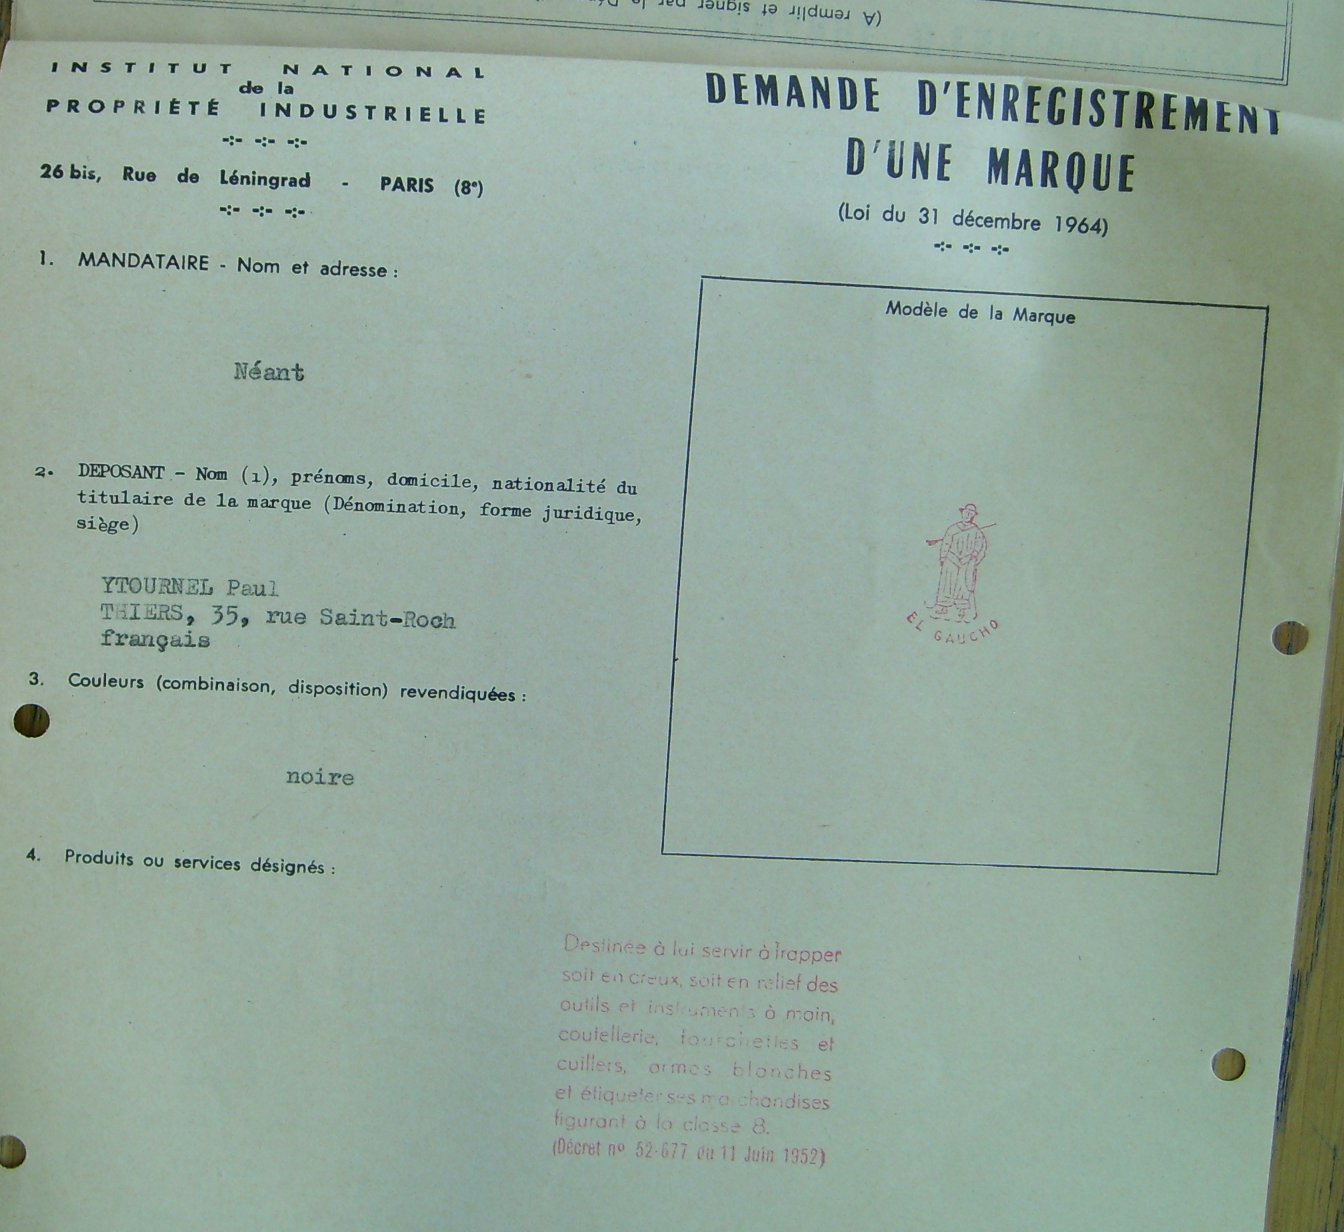 (A remplir et signer par le
INSTITUT NATIONAL
de la
PROPRIÉTÉ INDUSTRIELLE
-:- -:- -:-
26 bis, Rue de Léningrad - PARIS (8e)
-:- -:- -:-
DEMANDE D'ENREGISTREMENT
D'UNE MARQUE
(Loi du 31 décembre 1964)
-:- -:- -:-
1. MANDATAIRE - Nom et adresse :
Néant
2. DEPOSANT - Nom (1), prénoms, domicile, nationalité du
titulaire de la marque (Dénomination, forme juridique,
siège)
YTOURNEL Paul
THIERS, 35, rue Saint-Roch
français
3. Couleurs (combinaison, disposition) revendiquées :
noire
4. Produits ou services désignés :
Modèle de la Marque
EL GAUCHO
Destinée à lui servir à frapper
soit en creux, soit en relief des
outils et instruments à main,
coutellerie, fourchettes et
cuillers, armes blanches
et étiqueter ses marchandises
figurant à la classe 8.
(Décret nº 52-677 du 11 Juin 1952)